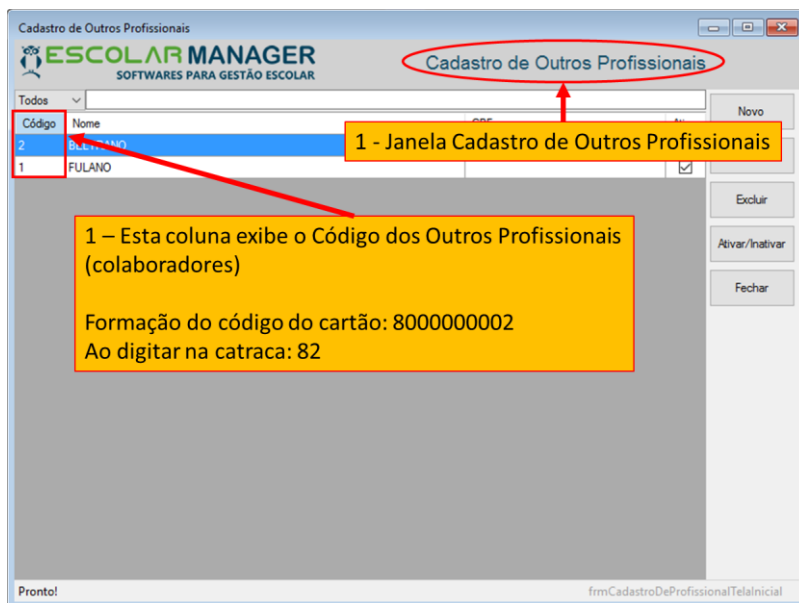 Cadastro de Outros Profissionais
ESCOLAR MANAGER
SOFTWARES PARA GESTÃO ESCOLAR
Cadastro de Outros Profissionais
Todos
Novo
Código Nome
1 - Janela Cadastro de Outros Profissionais
2
1 FULANO
Excluir
1 – Esta coluna exibe o Código dos Outros Profissionais
(colaboradores)
Ativar/Inativar
Fechar
Formação do código do cartão: 8000000002
Ao digitar na catraca: 82
Pronto! frmCadastroDeProfissionalTelaInicial